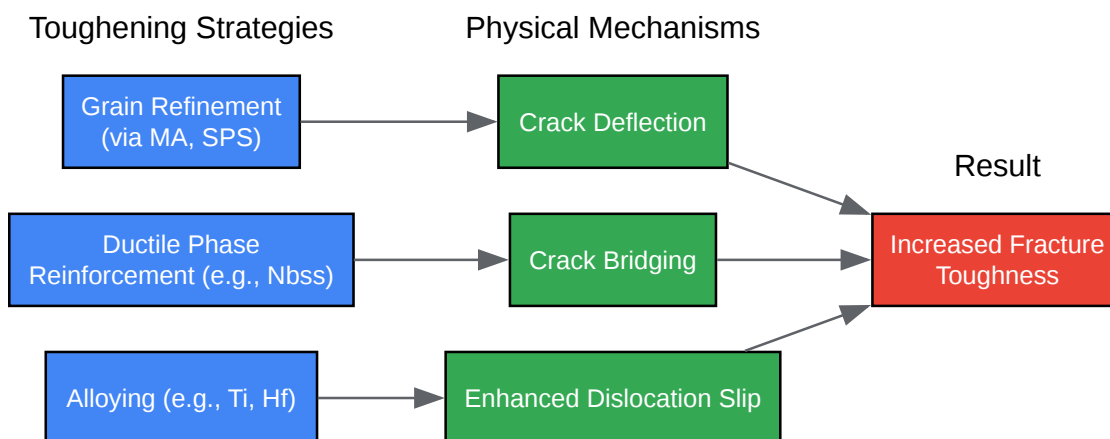 Toughening Strategies
Physical Mechanisms
Grain Refinement
(via MA, SPS)
Crack Deflection
Result
Ductile Phase
Reinforcement (e.g., Nbss)
Crack Bridging
Increased Fracture
Toughness
Alloying (e.g., Ti, Hf)
Enhanced Dislocation Slip